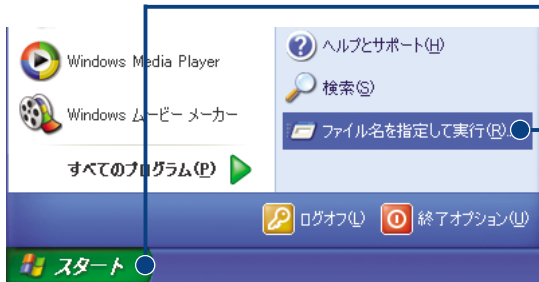 Windows Media Player
Windows ムービー メーカー
すべてのプログラム(P)
ヘルプとサポート(H)
検索(S)
ファイル名を指定して実行(R)...
ログオフ(L)
終了オプション(U)
スタート